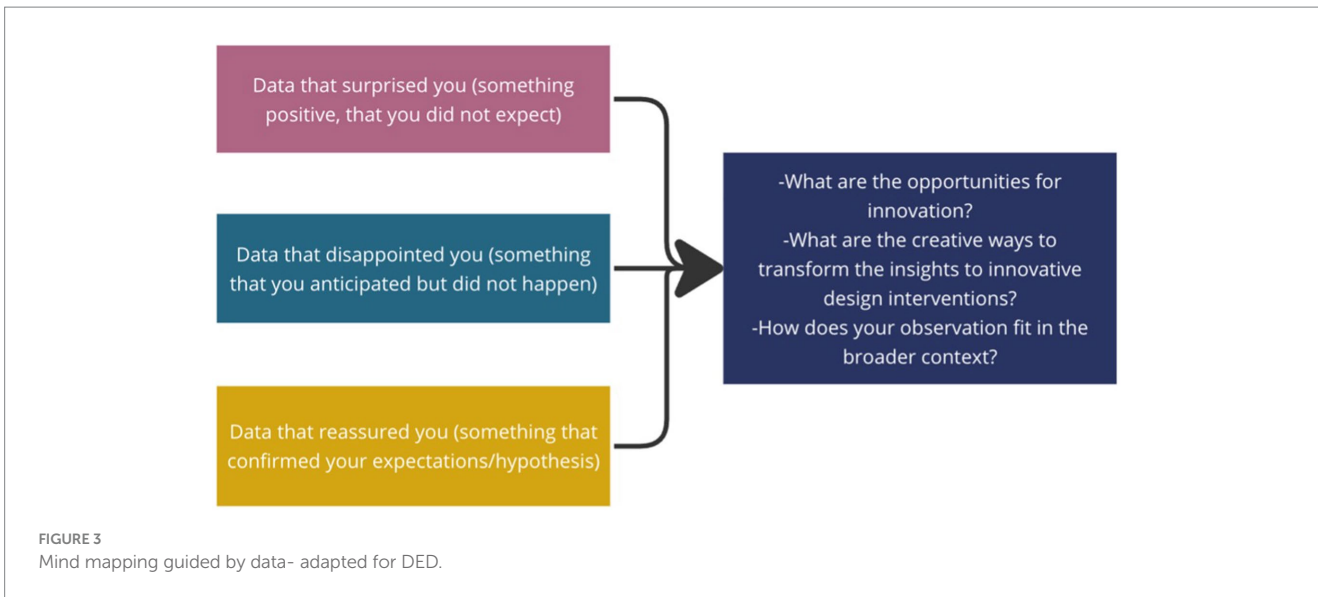 Data that surprised you (something
positive, that you did not expect)
Data that disappointed you (something
that you anticipated but did not happen)
Data that reassured you (something that
confirmed your expectations/hypothesis)
-What are the opportunities for
innovation?
-What are the creative ways to
transform the insights to innovative
design interventions?
-How does your observation fit in the
broader context?
FIGURE 3
Mind mapping guided by data- adapted for DED.